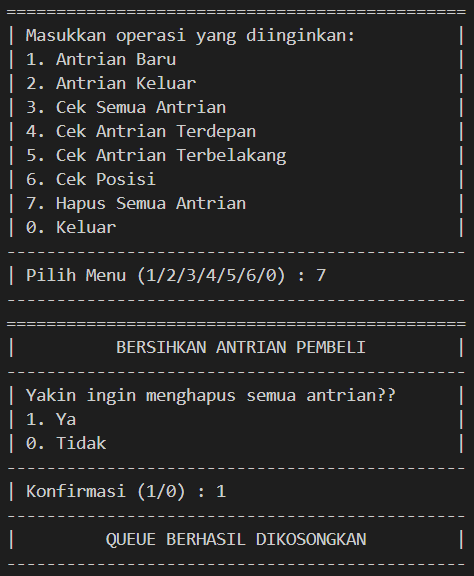 ==============================================
| Masukkan operasi yang diinginkan:          |
| 1. Antrian Baru                            |
| 2. Antrian Keluar                          |
| 3. Cek Semua Antrian                       |
| 4. Cek Antrian Terdepan                    |
| 5. Cek Antrian Terbelakang                 |
| 6. Cek Posisi                              |
| 7. Hapus Semua Antrian                     |
| 0. Keluar                                  |
----------------------------------------------
| Pilih Menu (1/2/3/4/5/6/0) : 7
----------------------------------------------
==============================================
|          BERSIHKAN ANTRIAN PEMBELI         |
----------------------------------------------
| Yakin ingin menghapus semua antrian??      |
| 1. Ya                                      |
| 0. Tidak                                   |
----------------------------------------------
| Konfirmasi (1/0) : 1
----------------------------------------------
|         QUEUE BERHASIL DIKOSONGKAN         |
----------------------------------------------